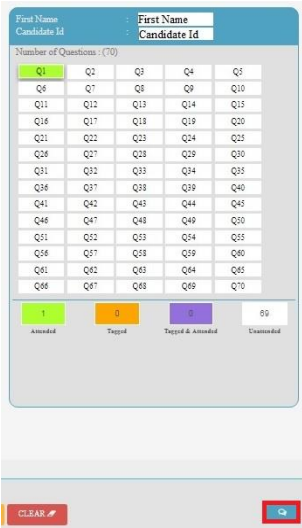 First Name : First Name
Candidate Id : Candidate Id
Number of Questions : (70)
Q1 Q2 Q3 Q4 Q5
Q6 Q7 Q8 Q9 Q10
Q11 Q12 Q13 Q14 Q15
Q16 Q17 Q18 Q19 Q20
Q21 Q22 Q23 Q24 Q25
Q26 Q27 Q28 Q29 Q30
Q31 Q32 Q33 Q34 Q35
Q36 Q37 Q38 Q39 Q40
Q41 Q42 Q43 Q44 Q45
Q46 Q47 Q48 Q49 Q50
Q51 Q52 Q53 Q54 Q55
Q56 Q57 Q58 Q59 Q60
Q61 Q62 Q63 Q64 Q65
Q66 Q67 Q68 Q69 Q70
1 0 0 69
Attended Tagged Tagged & Attended Unattended
CLEAR